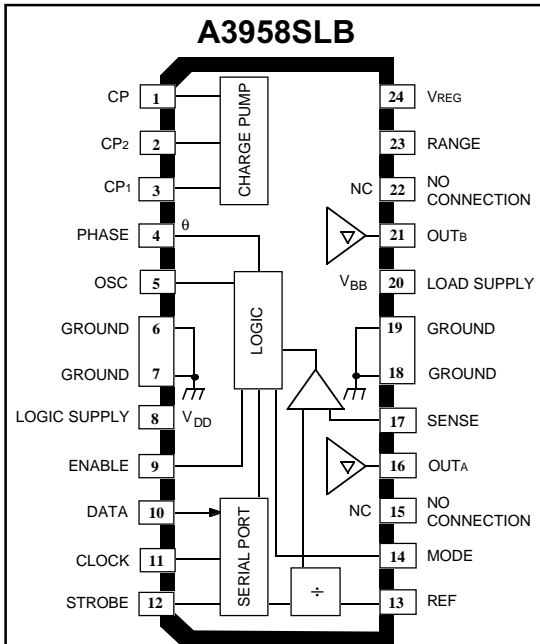 A3958SLB
CP 1
CP2 2
CP1 3
CHARGE PUMP
PHASE 4 θ
OSC 5
GROUND 6
GROUND 7
LOGIC SUPPLY 8 VDD
ENABLE 9
DATA 10
CLOCK 11
STROBE 12
LOGIC
SERIAL PORT
÷
24 VREG
23 RANGE
NC 22 NO
CONNECTION
21 OUTB
VBB 20 LOAD SUPPLY
19 GROUND
18 GROUND
17 SENSE
16 OUTA
NC 15 NO
CONNECTION
14 MODE
13 REF